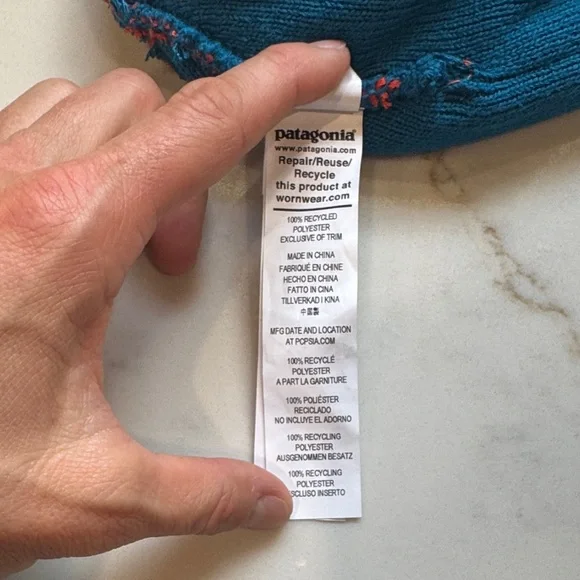 patagonia®
www.patagonia.com
Repair/Reuse/
Recycle
this product at
wornwear.com
100% RECYCLED
POLYESTER
EXCLUSIVE OF TRIM
MADE IN CHINA
FABRIQUÉ EN CHINE
HECHO EN CHINA
FATTO IN CINA
TILLVERKAD I KINA
中国製
MFG DATE AND LOCATION
AT PCPSIA.COM
100% RECYCLÉ
POLYESTER
A PART LA GARNITURE
100% POLIÉSTER
RECICLADO
NO INCLUYE EL ADORNO
100% RECYCLING
POLYESTER
AUSGENOMMEN BESATZ
100% RECYCLING
POLYESTER
SCLUSO INSERTO